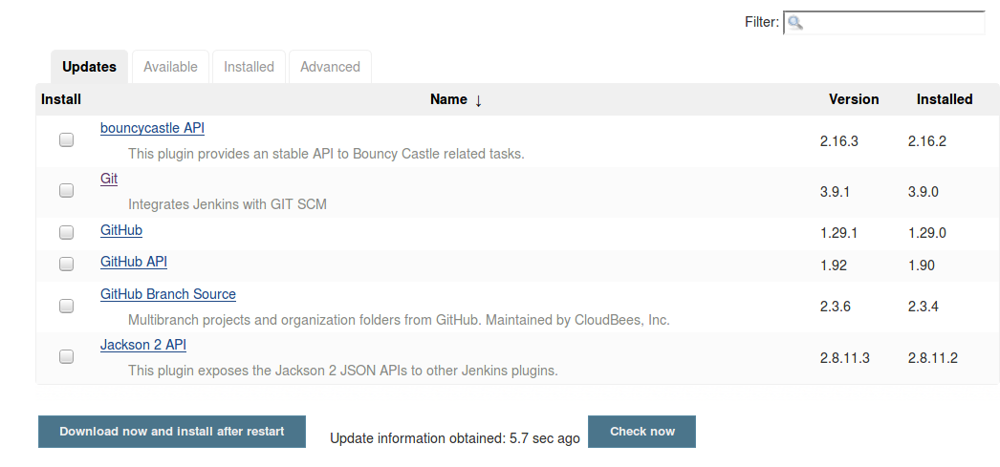 Filter:
Updates Available Installed Advanced
Install Name ↓ Version Installed
bouncycastle API
This plugin provides an stable API to Bouncy Castle related tasks.
2.16.3 2.16.2
Git
Integrates Jenkins with GIT SCM
3.9.1 3.9.0
GitHub 1.29.1 1.29.0
GitHub API 1.92 1.90
GitHub Branch Source
Multibranch projects and organization folders from GitHub. Maintained by CloudBees, Inc.
2.3.6 2.3.4
Jackson 2 API
This plugin exposes the Jackson 2 JSON APIs to other Jenkins plugins.
2.8.11.3 2.8.11.2
Download now and install after restart Update information obtained: 5.7 sec ago Check now